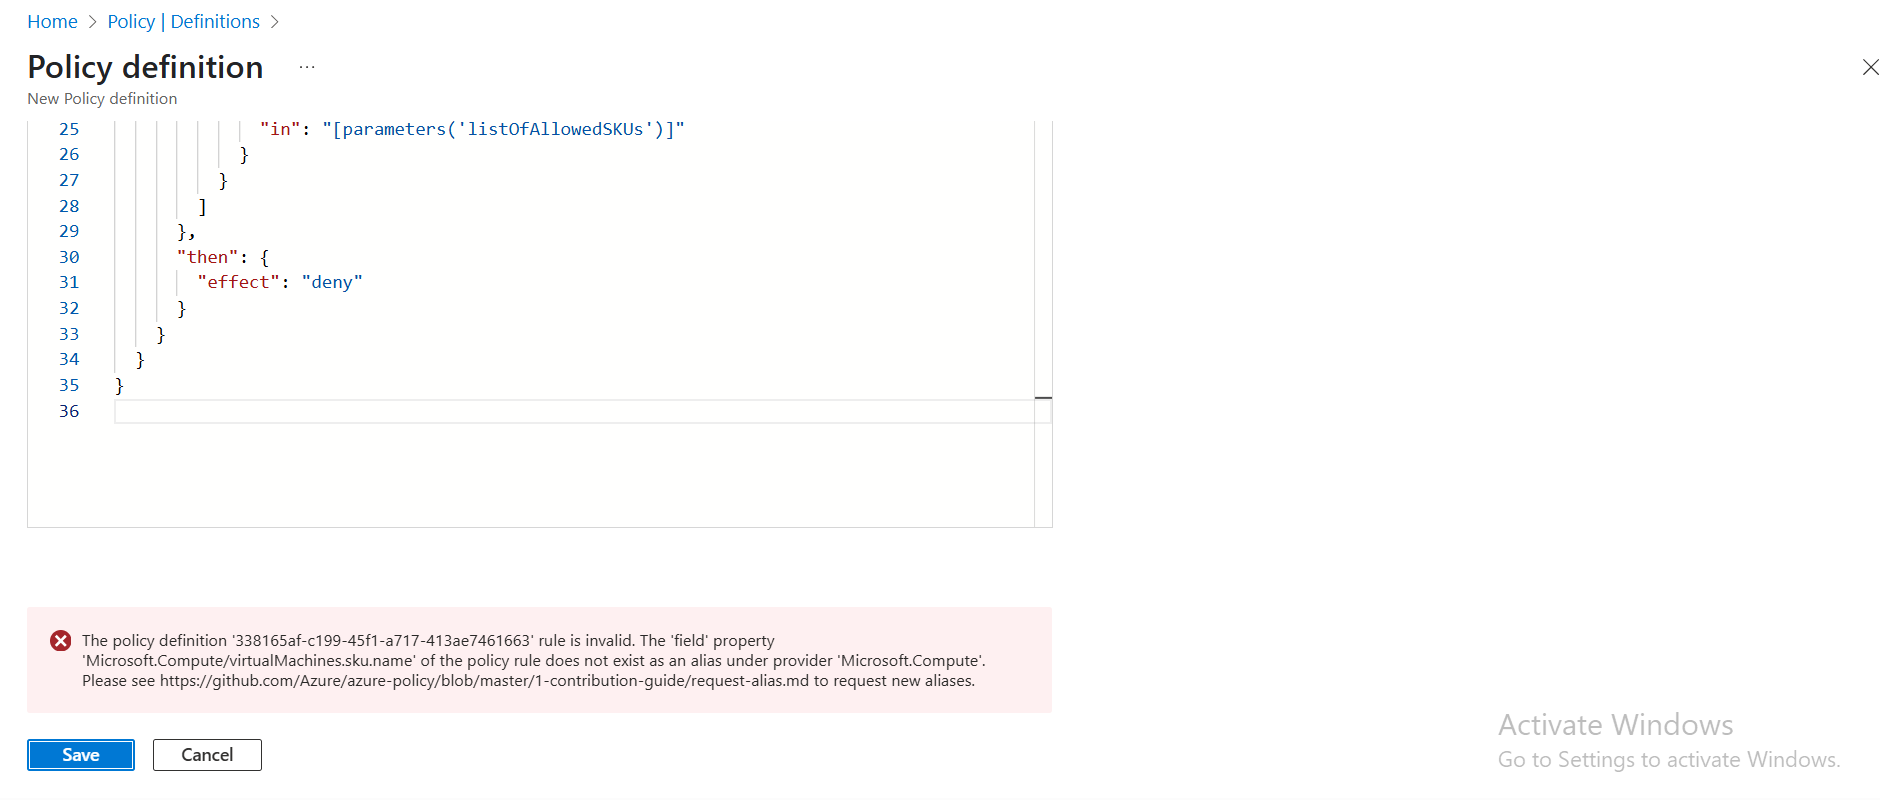 Home > Policy | Definitions >
Policy definition ...
New Policy definition
25 "in": "[parameters('listOfAllowedSKUs')]"
26 }
27 }
28 ]
29 },
30 "then": {
31 "effect": "deny"
32 }
33 }
34 }
35 }
36
The policy definition '338165af-c199-45f1-a717-413ae7461663' rule is invalid. The 'field' property
'Microsoft.Compute/virtualMachines.sku.name' of the policy rule does not exist as an alias under provider 'Microsoft.Compute'.
Please see https://github.com/Azure/azure-policy/blob/master/1-contribution-guide/request-alias.md to request new aliases.
Save Cancel
Activate Windows
Go to Settings to activate Windows.